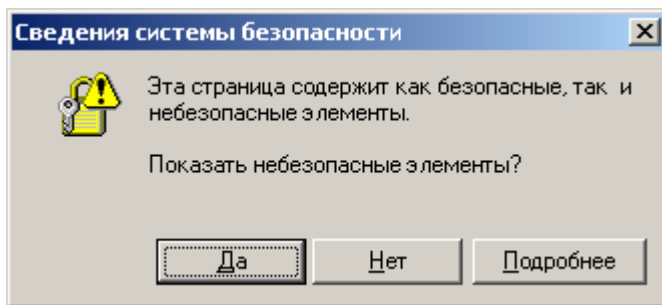 Сведения системы безопасности
Эта страница содержит как безопасные, так и
небезопасные элементы.
Показать небезопасные элементы?
Да
Нет
Подробнее